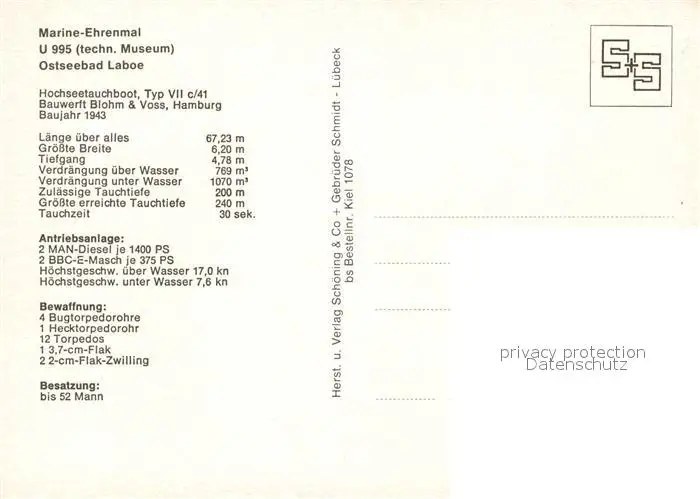 Marine-Ehrenmal
U 995 (techn. Museum)
Ostseebad Laboe
Hochseetauchboot, Typ VII c/41
Bauwerft Blohm & Voss, Hamburg
Baujahr 1943
Länge über alles 67,23 m
Größte Breite 6,20 m
Tiefgang 4,78 m
Verdrängung über Wasser 769 m³
Verdrängung unter Wasser 1070 m³
Zulässige Tauchtiefe 200 m
Größte erreichte Tauchtiefe 240 m
Tauchzeit 30 sek.
Antriebsanlage:
2 MAN-Diesel je 1400 PS
2 BBC-E-Masch je 375 PS
Höchstgeschw. über Wasser 17,0 kn
Höchstgeschw. unter Wasser 7,6 kn
Bewaffnung:
4 Bugtorpedorohre
1 Hecktorpedorohr
12 Torpedos
1 3,7-cm-Flak
2 2-cm-Flak-Zwilling
Besatzung:
bis 52 Mann
Herst. u. Verlag Schöning & Co + Gebrüder Schmidt - Lübeck
bs Bestellnr. Kiel 1078
S+S
privacy protection
Datenschutz